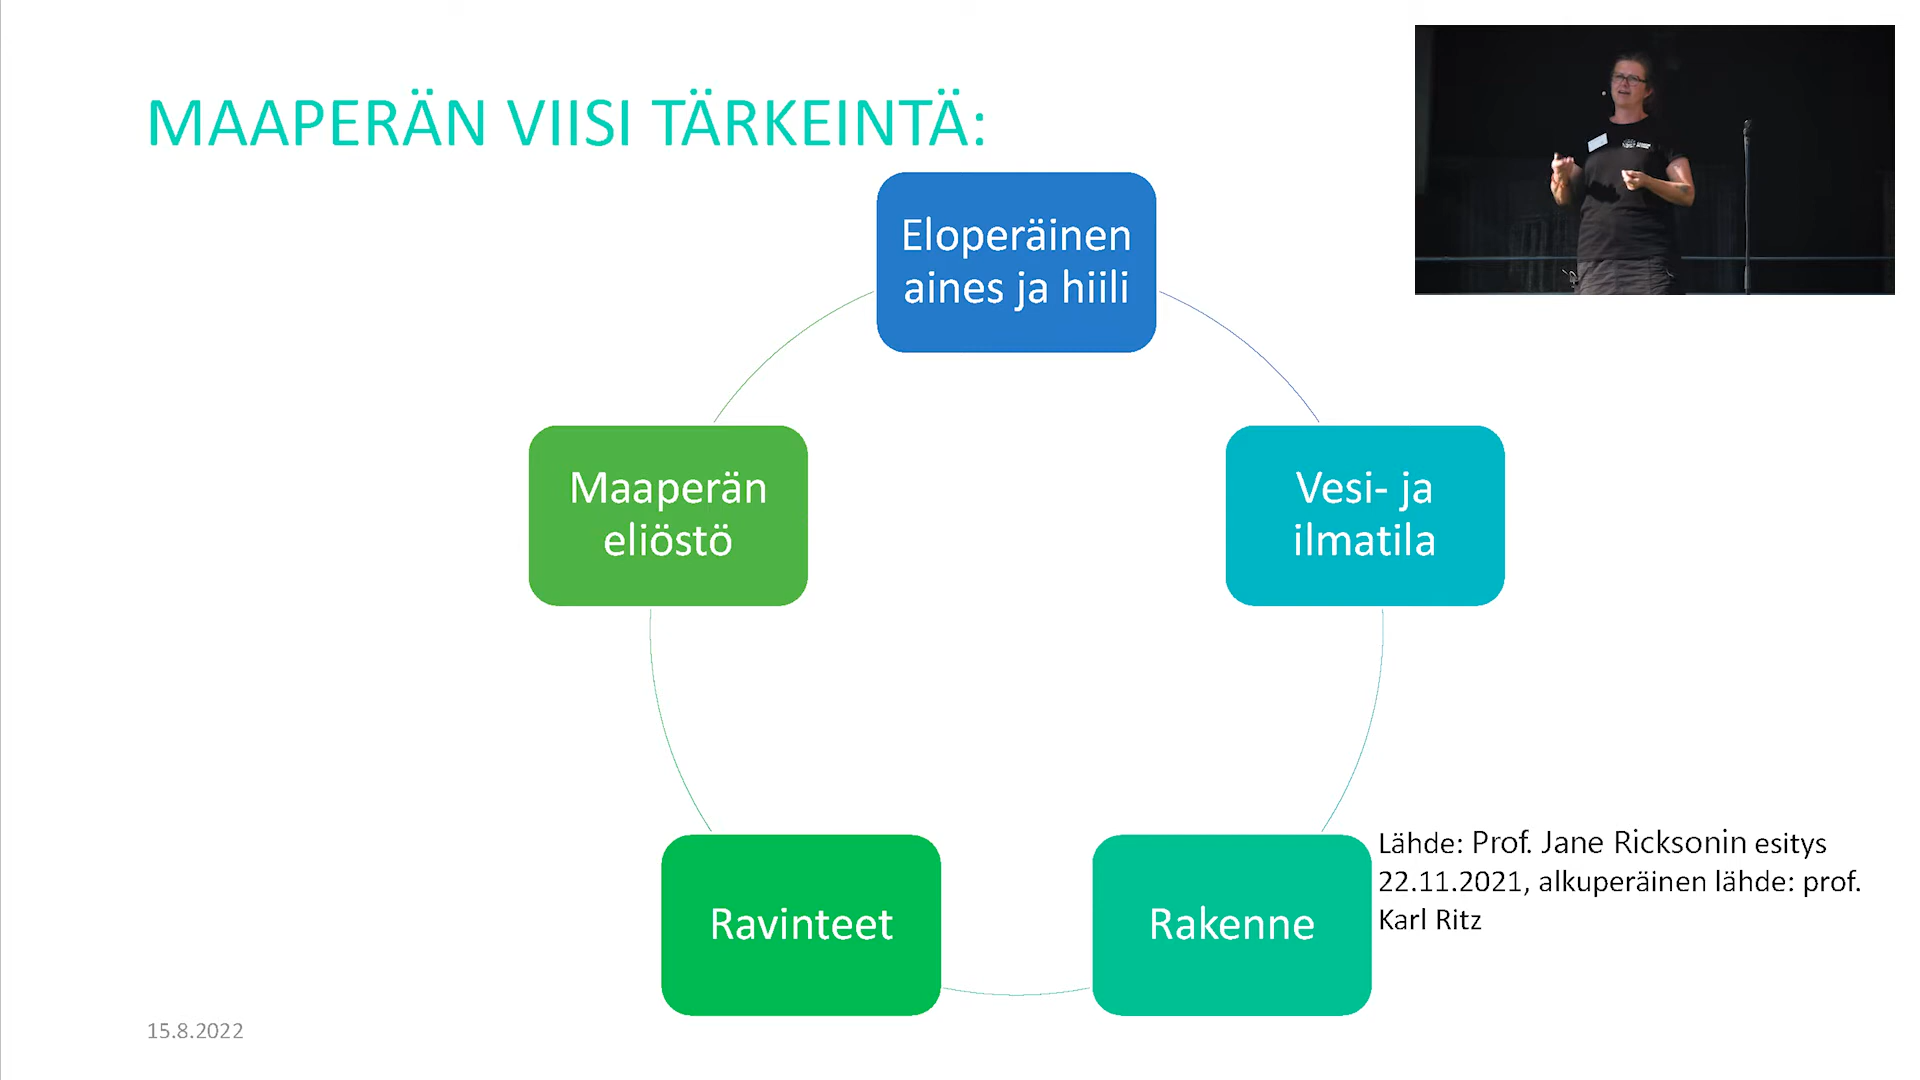 MAAPERÄN VIISI TÄRKEINTÄ:
Eloperäinen
aines ja hiili
Maaperän
eliöstö
Vesi- ja
ilmatila
Ravinteet
Rakenne
Lähde: Prof. Jane Ricksonin esitys
22.11.2021, alkuperäinen lähde: prof.
Karl Ritz
15.8.2022